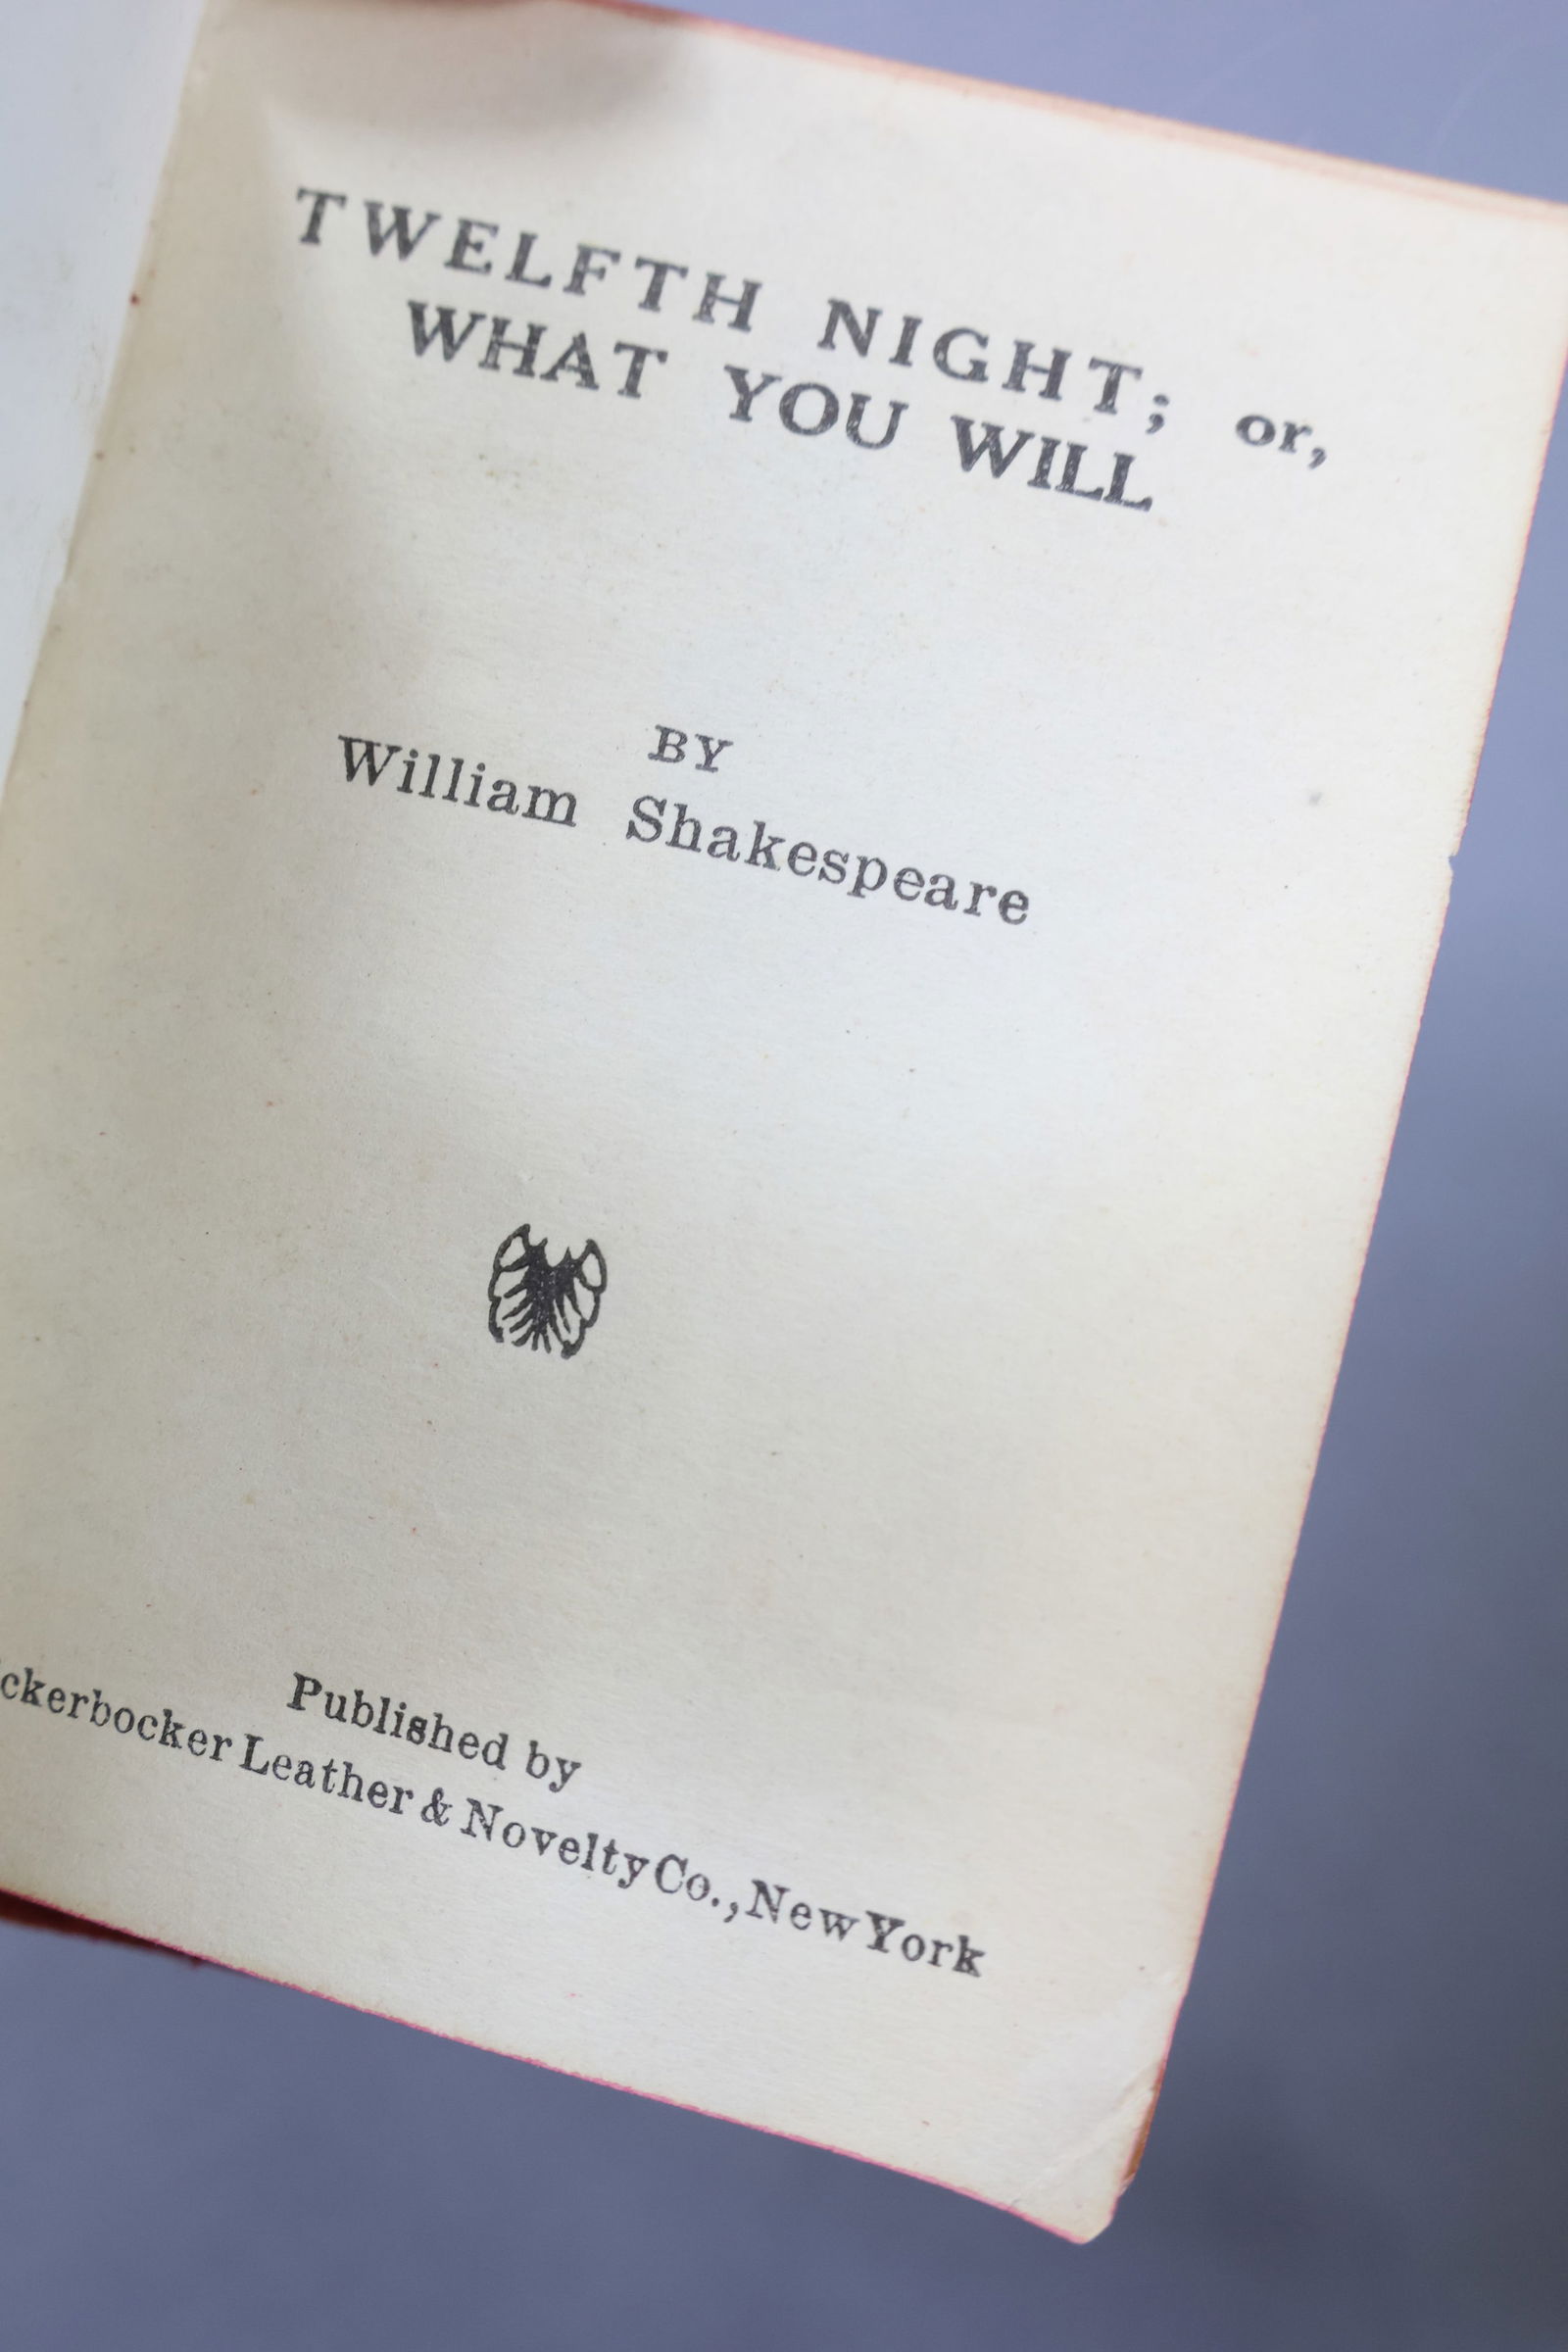 TWELFTH NIGHT; or,
WHAT YOU WILL
BY
William Shakespeare
Published by
ckerbocker Leather & Novelty Co., New York